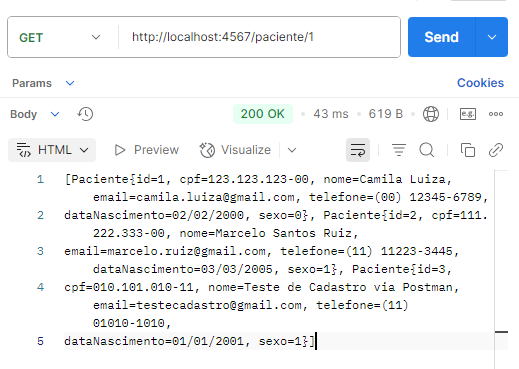 GET http://localhost:4567/paciente/1 Send
Params Cookies
Body 200 OK • 43 ms • 619 B e.g.
HTML Preview Visualize
1 [Paciente{id=1, cpf=123.123.123-00, nome=Camila Luiza,
email=camila.luiza@gmail.com, telefone=(00) 12345-6789,
2 dataNascimento=02/02/2000, sexo=0}, Paciente{id=2, cpf=111.
222.333-00, nome=Marcelo Santos Ruiz,
3 email=marcelo.ruiz@gmail.com, telefone=(11) 11223-3445,
dataNascimento=03/03/2005, sexo=1}, Paciente{id=3,
4 cpf=010.101.010-11, nome=Teste de Cadastro via Postman,
email=testecadastro@gmail.com, telefone=(11)
01010-1010,
5 dataNascimento=01/01/2001, sexo=1}]